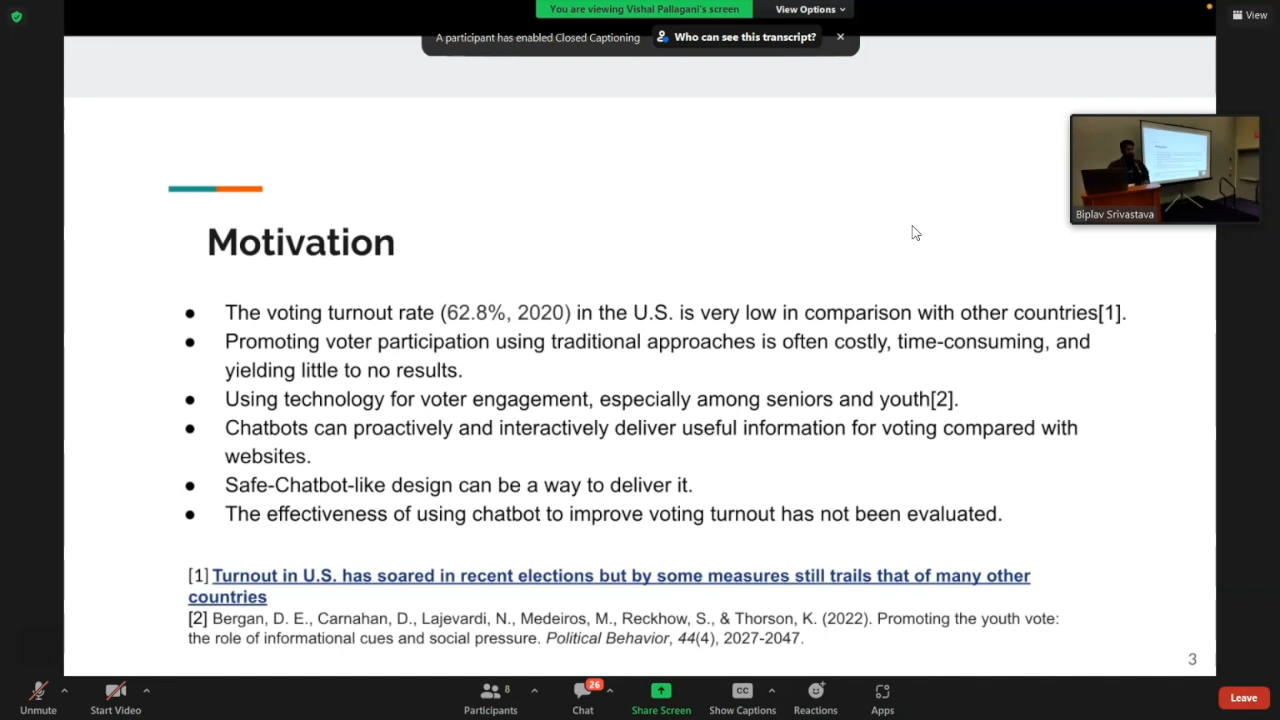 You are viewing Vishal Pallagani's screen
View Options
View
A participant has enabled Closed Captioning
Who can see this transcript?
Motivation
Biplav Srivastava
● The voting turnout rate (62.8%, 2020) in the U.S. is very low in comparison with other countries[1].
● Promoting voter participation using traditional approaches is often costly, time-consuming, and
yielding little to no results.
● Using technology for voter engagement, especially among seniors and youth[2].
● Chatbots can proactively and interactively deliver useful information for voting compared with
websites.
● Safe-Chatbot-like design can be a way to deliver it.
● The effectiveness of using chatbot to improve voting turnout has not been evaluated.
[1] Turnout in U.S. has soared in recent elections but by some measures still trails that of many other
countries
[2] Bergan, D. E., Carnahan, D., Lajevardi, N., Medeiros, M., Reckhow, S., & Thorson, K. (2022). Promoting the youth vote:
the role of informational cues and social pressure. Political Behavior, 44(4), 2027-2047.
3
Unmute
Start Video
Participants
8
Chat
26
Share Screen
CC
Show Captions
Reactions
Apps
Leave